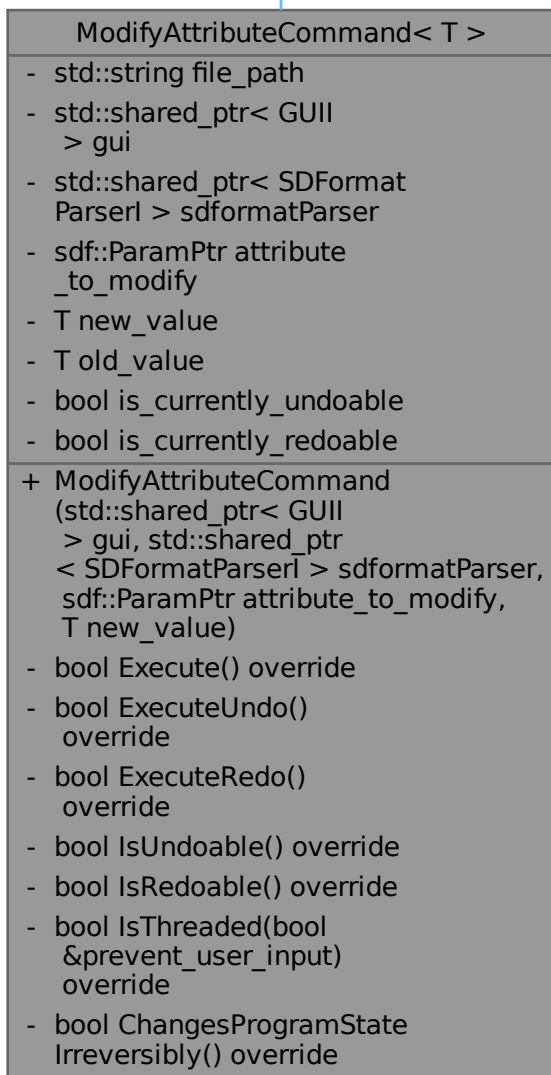 ModifyAttributeCommand< T >
- std::string file_path
- std::shared_ptr< GUII
> gui
- std::shared_ptr< SDFormat
ParserI > sdformatParser
- sdf::ParamPtr attribute
_to_modify
- T new_value
- T old_value
- bool is_currently_undoable
- bool is_currently_redoable
+ ModifyAttributeCommand
(std::shared_ptr< GUII
> gui, std::shared_ptr
< SDFormatParserI > sdformatParser,
sdf::ParamPtr attribute_to_modify,
T new_value)
- bool Execute() override
- bool ExecuteUndo()
override
- bool ExecuteRedo()
override
- bool IsUndoable() override
- bool IsRedoable() override
- bool IsThreaded(bool
&prevent_user_input)
override
- bool ChangesProgramState
Irreversibly() override